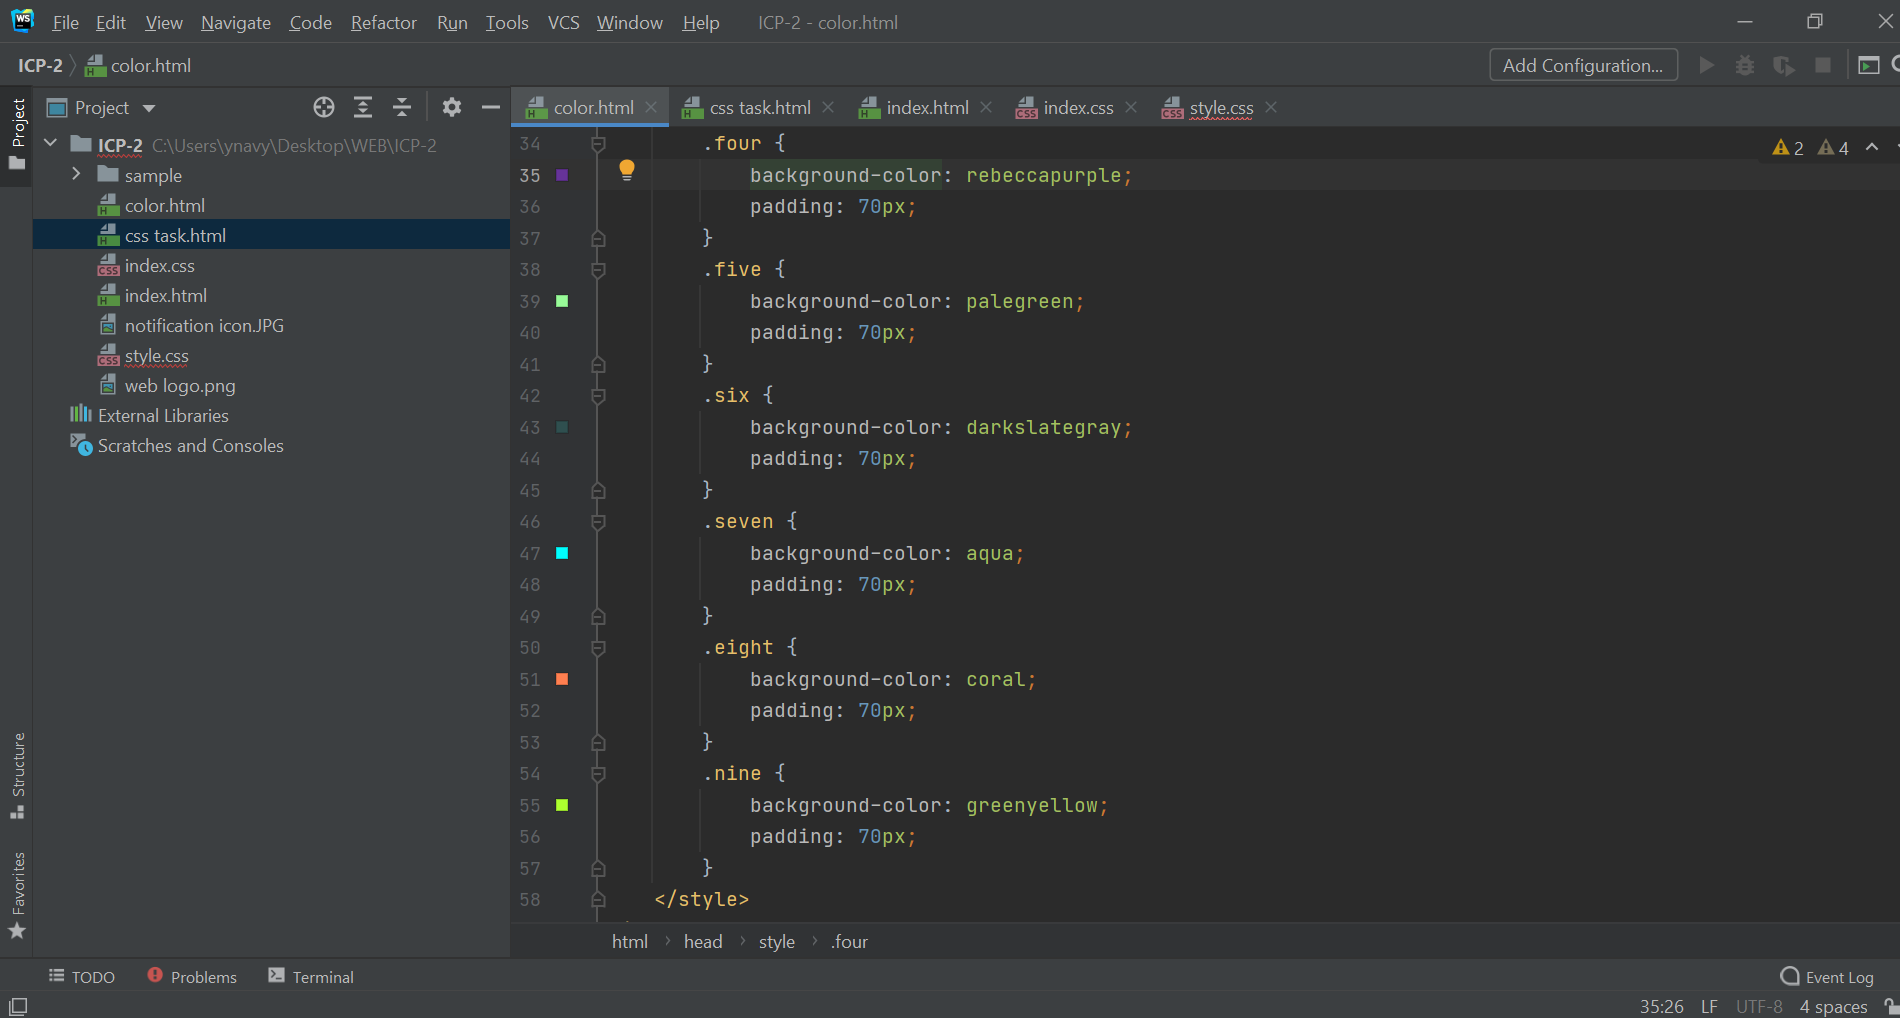 WS File Edit View Navigate Code Refactor Run Tools VCS Window Help ICP-2 - color.html
ICP-2 color.html Add Configuration...
Project
Project
color.html css task.html index.html index.css style.css
ICP-2 C:\Users\ynavy\Desktop\WEB\ICP-2
sample
color.html
css task.html
index.css
index.html
notification icon.JPG
style.css
web logo.png
External Libraries
Scratches and Consoles
Structure
Favorites
2 4
34 .four {
35 background-color: rebeccapurple;
36 padding: 70px;
37 }
38 .five {
39 background-color: palegreen;
40 padding: 70px;
41 }
42 .six {
43 background-color: darkslategray;
44 padding: 70px;
45 }
46 .seven {
47 background-color: aqua;
48 padding: 70px;
49 }
50 .eight {
51 background-color: coral;
52 padding: 70px;
53 }
54 .nine {
55 background-color: greenyellow;
56 padding: 70px;
57 }
58 </style>
html › head › style › .four
TODO Problems Terminal Event Log
35:26 LF UTF-8 4 spaces